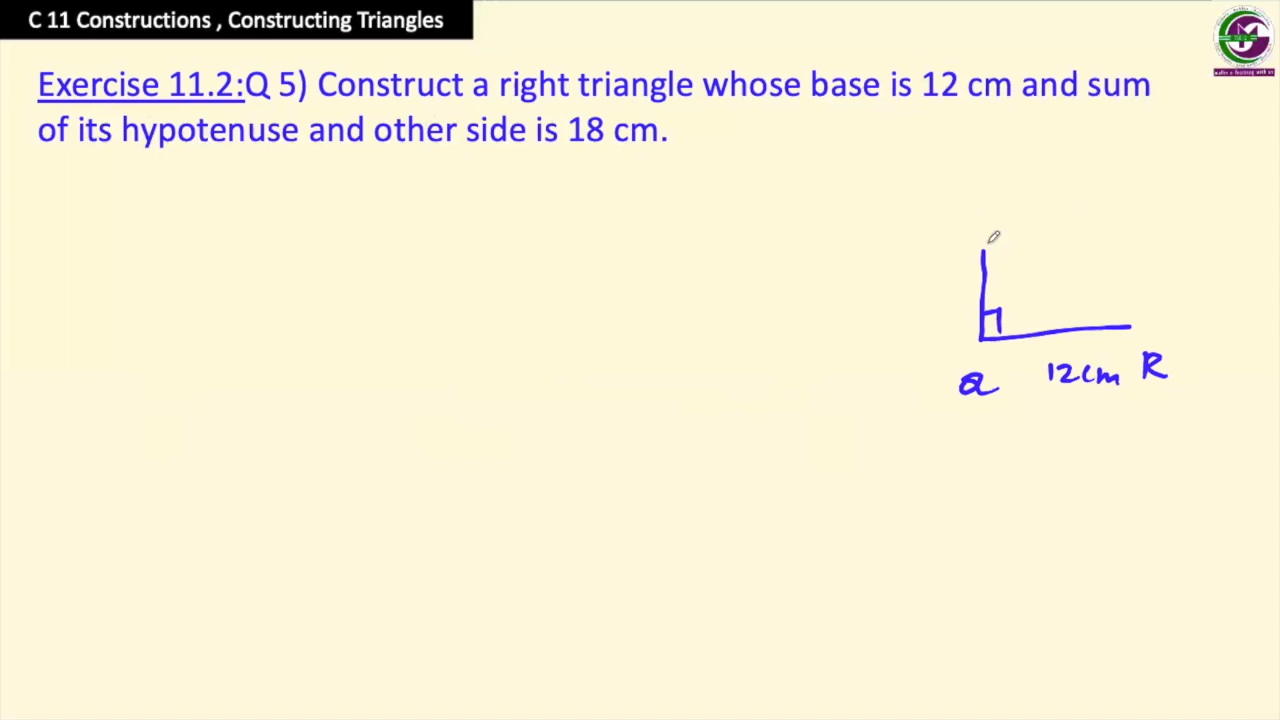 C 11 Constructions , Constructing Triangles
Exercise 11.2:Q 5) Construct a right triangle whose base is 12 cm and sum
of its hypotenuse and other side is 18 cm.
Q 12cm R